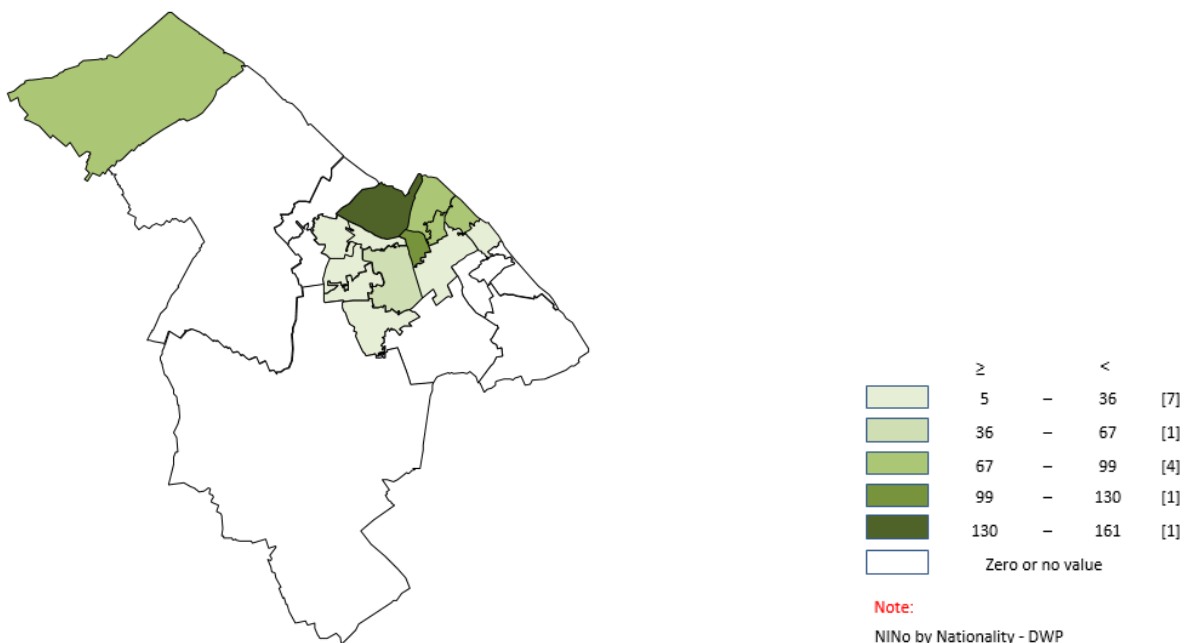 ≥ <
5 – 36 [7]
36 – 67 [1]
67 – 99 [4]
99 – 130 [1]
130 – 161 [1]
Zero or no value
Note:
NINo by Nationality - DWP